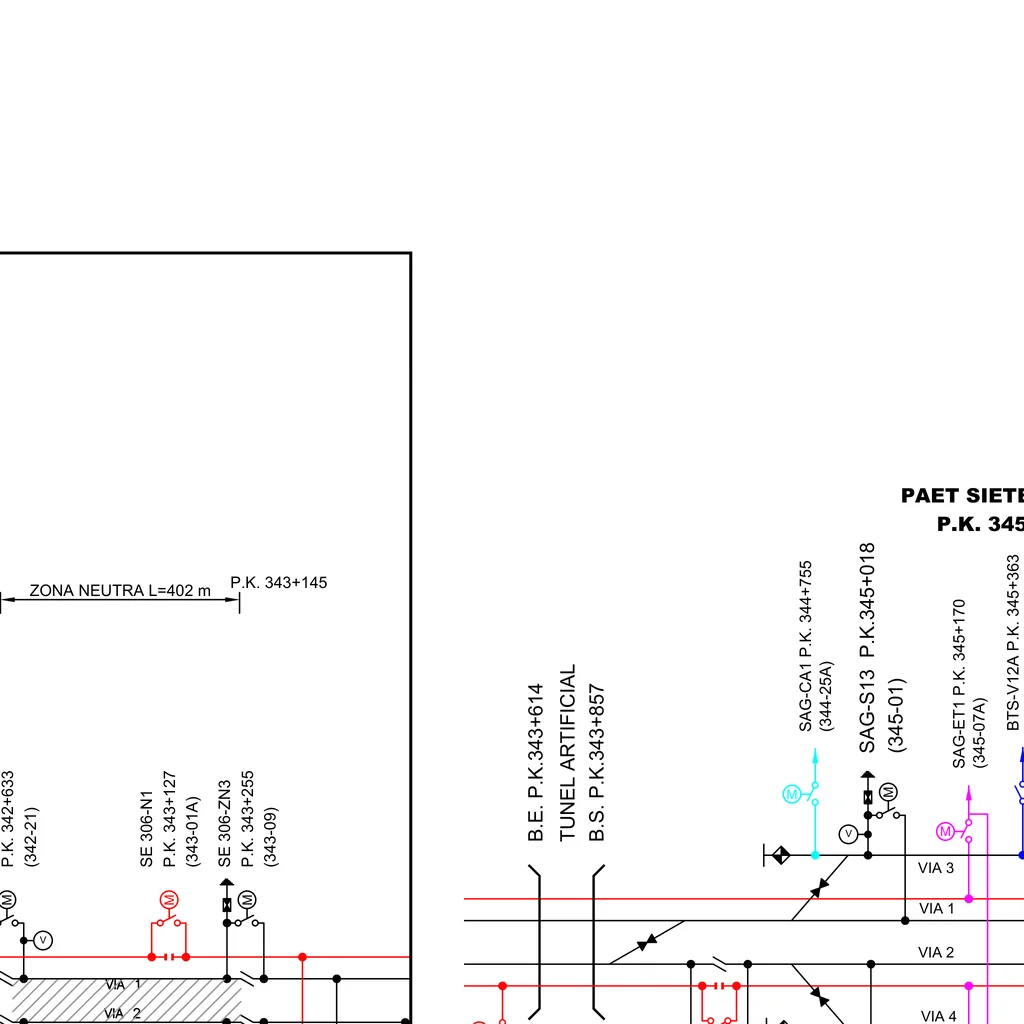 PAET SIETE
P.K. 345
ZONA NEUTRA L=402 m
P.K. 343+145
P.K. 342+633
(342-21)
SE 306-N1
P.K. 343+127
(343-01A)
SE 306-ZN3
P.K. 343+255
(343-09)
B.E. P.K.343+614
TUNEL ARTIFICIAL
B.S. P.K.343+857
SAG-CA1 P.K. 344+755
(344-25A)
SAG-S13 P.K.345+018
(345-01)
SAG-ET1 P.K. 345+170
(345-07A)
BTS-V12A P.K. 345+363
M
M
M
V
M
M
V
M
VIA 1
VIA 2
VIA 3
VIA 1
VIA 2
VIA 4